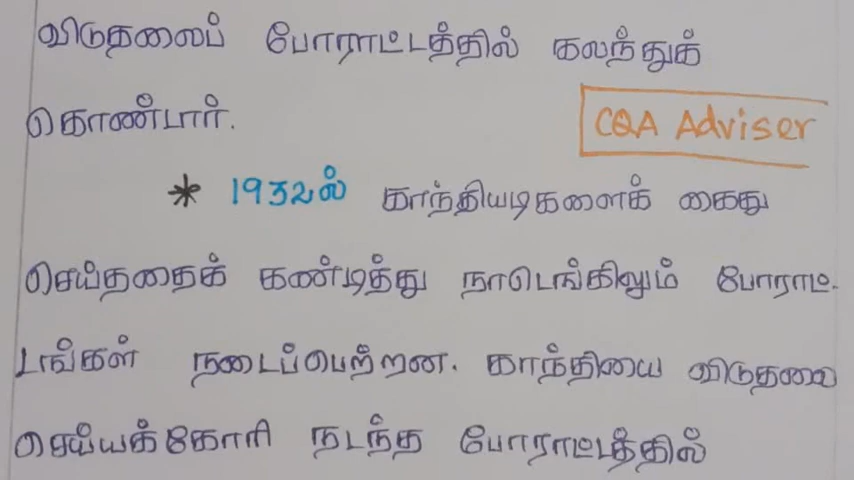 விடுதலைப் போராட்டத்தில் கலந்துக்
கொண்டார்.
CQA Adviser
* 1932ல் காந்தியடிகளைக் கைது
செய்ததைக் கண்டித்து நாடெங்கிலும் போராட்-
டங்கள் நடைப்பெற்றன. காந்தியை விடுதலை
செய்யக்கோரி நடந்த போராட்டத்தில்